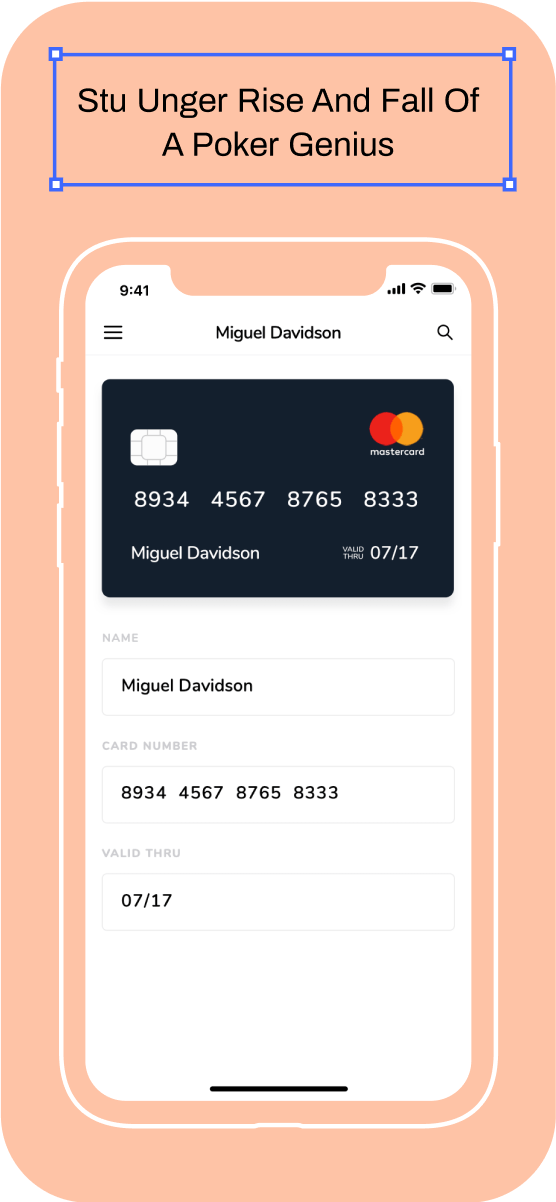 Stu Unger Rise And Fall Of
A Poker Genius
9:41
Miguel Davidson
mastercard
8934 4567 8765 8333
Miguel Davidson
VALID
THRU
07/17
NAME
Miguel Davidson
CARD NUMBER
8934 4567 8765 8333
VALID THRU
07/17